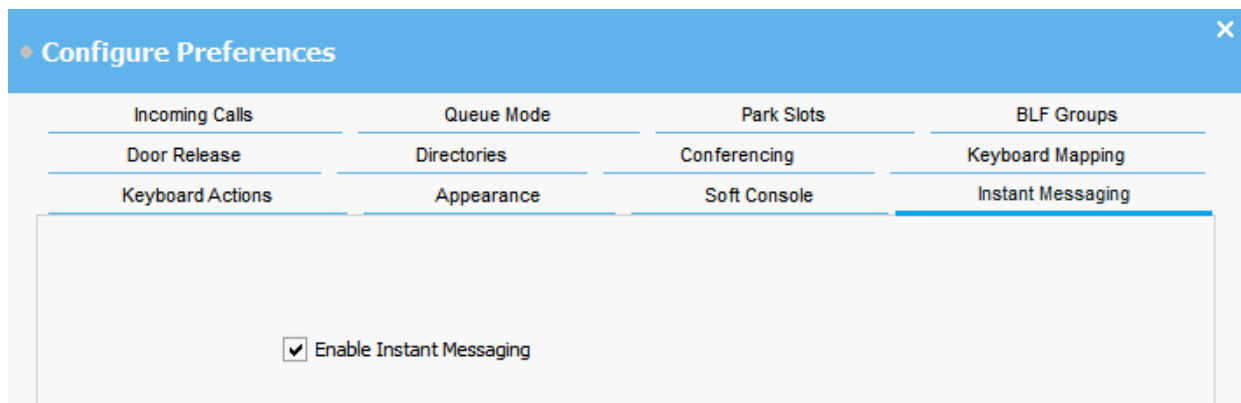 Configure Preferences
Incoming Calls Queue Mode Park Slots BLF Groups
Door Release Directories Conferencing Keyboard Mapping
Keyboard Actions Appearance Soft Console Instant Messaging
Enable Instant Messaging